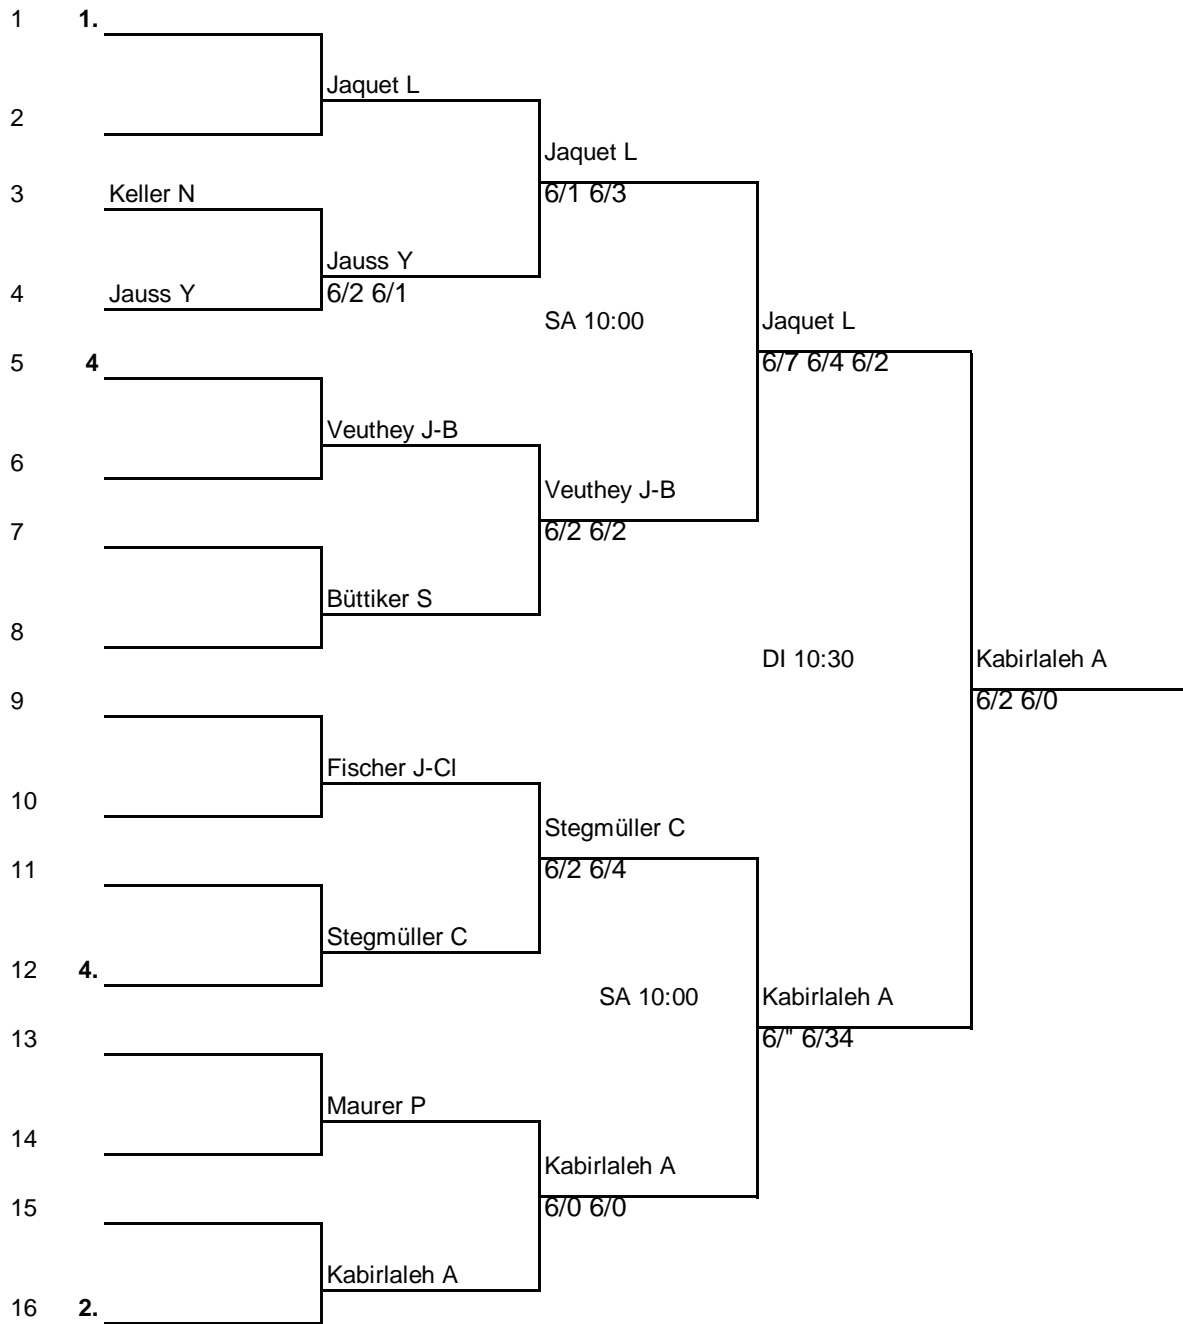 1 1.
Jaquet L
2
Jaquet L
3 Keller N 6/1 6/3
Jauss Y
4 Jauss Y 6/2 6/1
SA 10:00 Jaquet L
5 4 6/7 6/4 6/2
Veuthey J-B
6
Veuthey J-B
7 6/2 6/2
Büttiker S
8
DI 10:30 Kabirlaleh A
9 6/2 6/0
Fischer J-Cl
10
Stegmüller C
11 6/2 6/4
Stegmüller C
12 4.
SA 10:00 Kabirlaleh A
13 6/" 6/34
Maurer P
14
Kabirlaleh A
15 6/0 6/0
Kabirlaleh A
16 2.